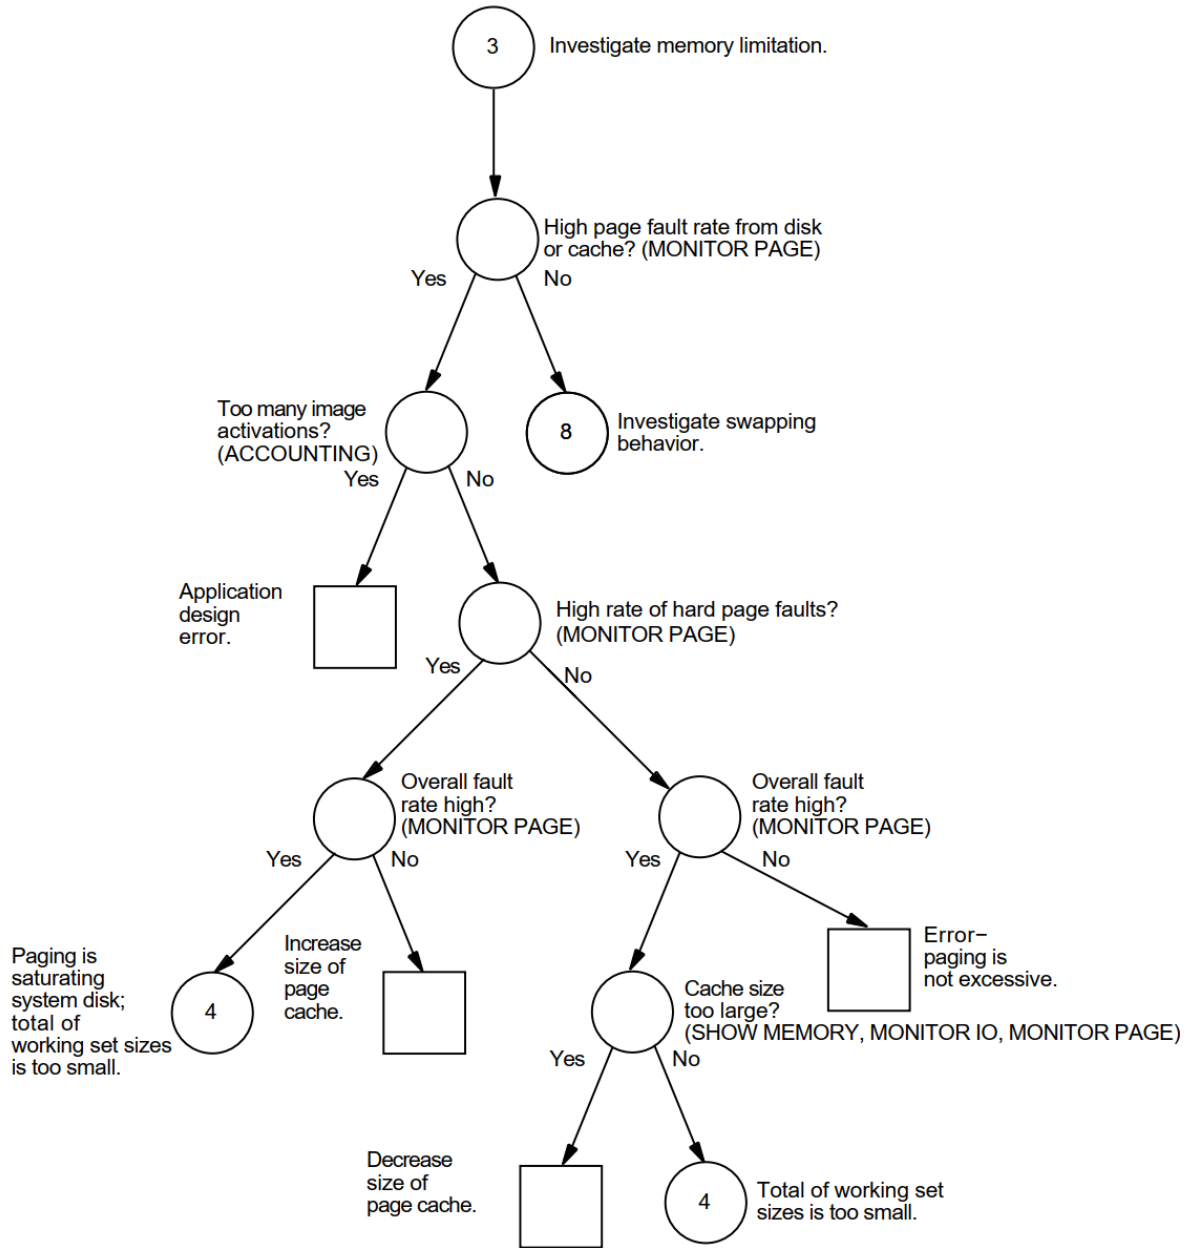 3
Investigate memory limitation.
High page fault rate from disk
or cache? (MONITOR PAGE)
Yes
No
Too many image
activations?
(ACCOUNTING)
8
Investigate swapping
behavior.
Yes
No
Application
design
error.
High rate of hard page faults?
(MONITOR PAGE)
Yes
No
Overall fault
rate high?
(MONITOR PAGE)
Overall fault
rate high?
(MONITOR PAGE)
Yes
No
Yes
No
Paging is
saturating
system disk;
total of
working set sizes
is too small.
4
Increase
size of
page
cache.
Error–
paging is
not excessive.
Cache size
too large?
(SHOW MEMORY, MONITOR IO, MONITOR PAGE)
Yes
No
Decrease
size of
page cache.
4
Total of working set
sizes is too small.